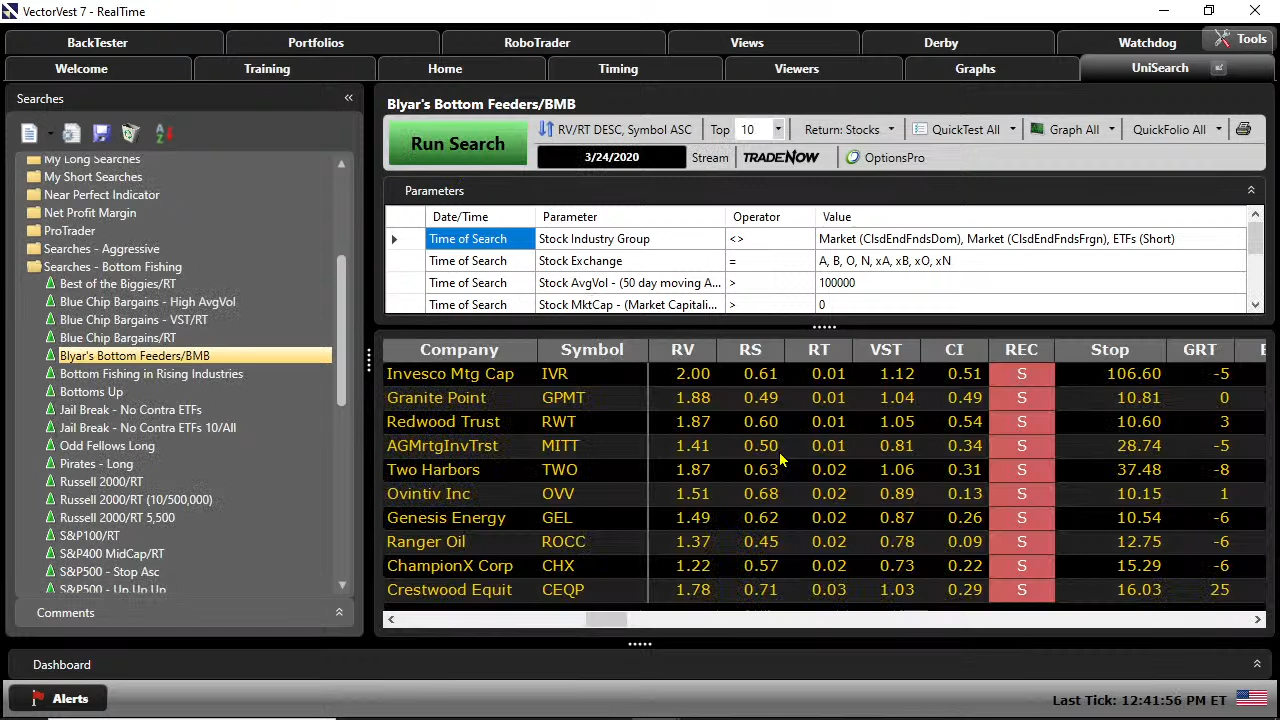 VectorVest 7 - RealTime
BackTester Portfolios RoboTrader Views Derby Watchdog Tools
Welcome Training Home Timing Viewers Graphs UniSearch
Searches
My Long Searches
My Short Searches
Near Perfect Indicator
Net Profit Margin
ProTrader
Searches - Aggressive
Searches - Bottom Fishing
Best of the Biggies/RT
Blue Chip Bargains - High AvgVol
Blue Chip Bargains - VST/RT
Blue Chip Bargains/RT
Blyar's Bottom Feeders/BMB
Bottom Fishing in Rising Industries
Bottoms Up
Jail Break - No Contra ETFs
Jail Break - No Contra ETFs 10/All
Odd Fellows Long
Pirates - Long
Russell 2000/RT
Russell 2000/RT (10/500,000)
Russell 2000/RT 5,500
S&P100/RT
S&P400 MidCap/RT
S&P500 - Stop Asc
S&P500 - Up Up Up
Comments
Blyar's Bottom Feeders/BMB
Run Search
RV/RT DESC, Symbol ASC Top 10 Return: Stocks QuickTest All Graph All QuickFolio All
3/24/2020 Stream TRADENOW OptionsPro
Parameters
Date/Time Parameter Operator Value
Time of Search Stock Industry Group <> Market (ClsdEndFndsDom), Market (ClsdEndFndsFrgn), ETFs (Short)
Time of Search Stock Exchange = A, B, O, N, xA, xB, xO, xN
Time of Search Stock AvgVol - (50 day moving A... > 100000
Time of Search Stock MktCap - (Market Capitali... > 0
Company Symbol RV RS RT VST CI REC Stop GRT
Invesco Mtg Cap IVR 2.00 0.61 0.01 1.12 0.51 S 106.60 -5
Granite Point GPMT 1.88 0.49 0.01 1.04 0.49 S 10.81 0
Redwood Trust RWT 1.87 0.60 0.01 1.05 0.54 S 10.60 3
AGMrtgInvTrst MITT 1.41 0.50 0.01 0.81 0.34 S 28.74 -5
Two Harbors TWO 1.87 0.63 0.02 1.06 0.31 S 37.48 -8
Ovintiv Inc OVV 1.51 0.68 0.02 0.89 0.13 S 10.15 1
Genesis Energy GEL 1.49 0.62 0.02 0.87 0.26 S 10.54 -6
Ranger Oil ROCC 1.37 0.45 0.02 0.78 0.09 S 12.75 -6
ChampionX Corp CHX 1.22 0.57 0.02 0.73 0.22 S 15.29 -6
Crestwood Equit CEQP 1.78 0.71 0.03 1.03 0.29 S 16.03 25
Dashboard
Alerts
Last Tick: 12:41:56 PM ET